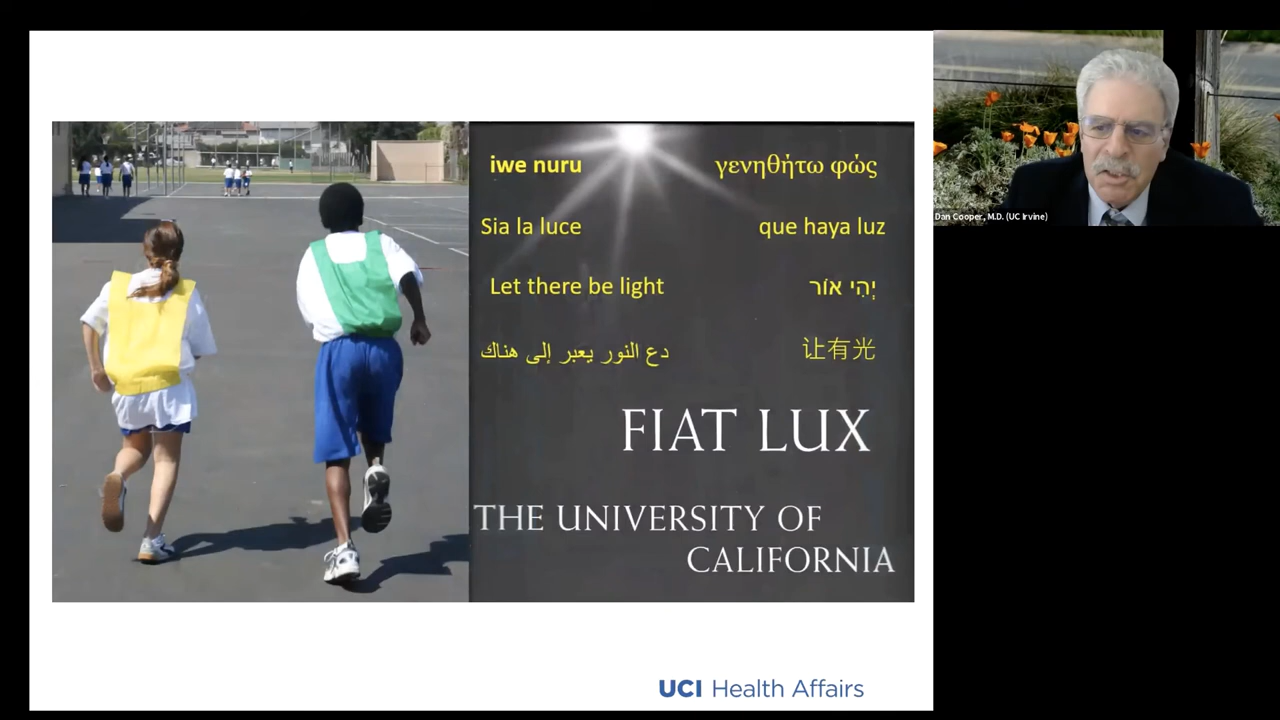 iwe nuru
γενηθήτω φώς
Sia la luce
que haya luz
Let there be light
יְהִי אוֹר
دع النور يعبر إلى هناك
让有光
FIAT LUX
THE UNIVERSITY OF
CALIFORNIA
UCI Health Affairs
Dan Cooper, M.D. (UC Irvine)